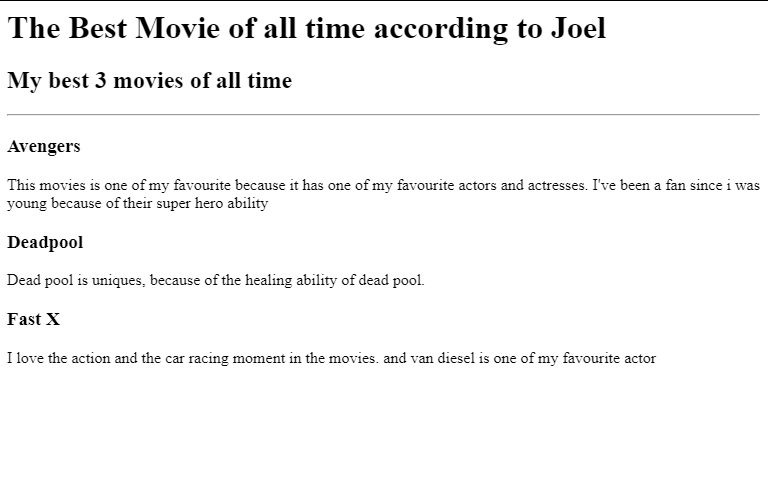 The Best Movie of all time according to Joel
My best 3 movies of all time
Avengers
This movies is one of my favourite because it has one of my favourite actors and actresses. I've been a fan since i was
young because of their super hero ability
Deadpool
Dead pool is uniques, because of the healing ability of dead pool.
Fast X
I love the action and the car racing moment in the movies. and van diesel is one of my favourite actor